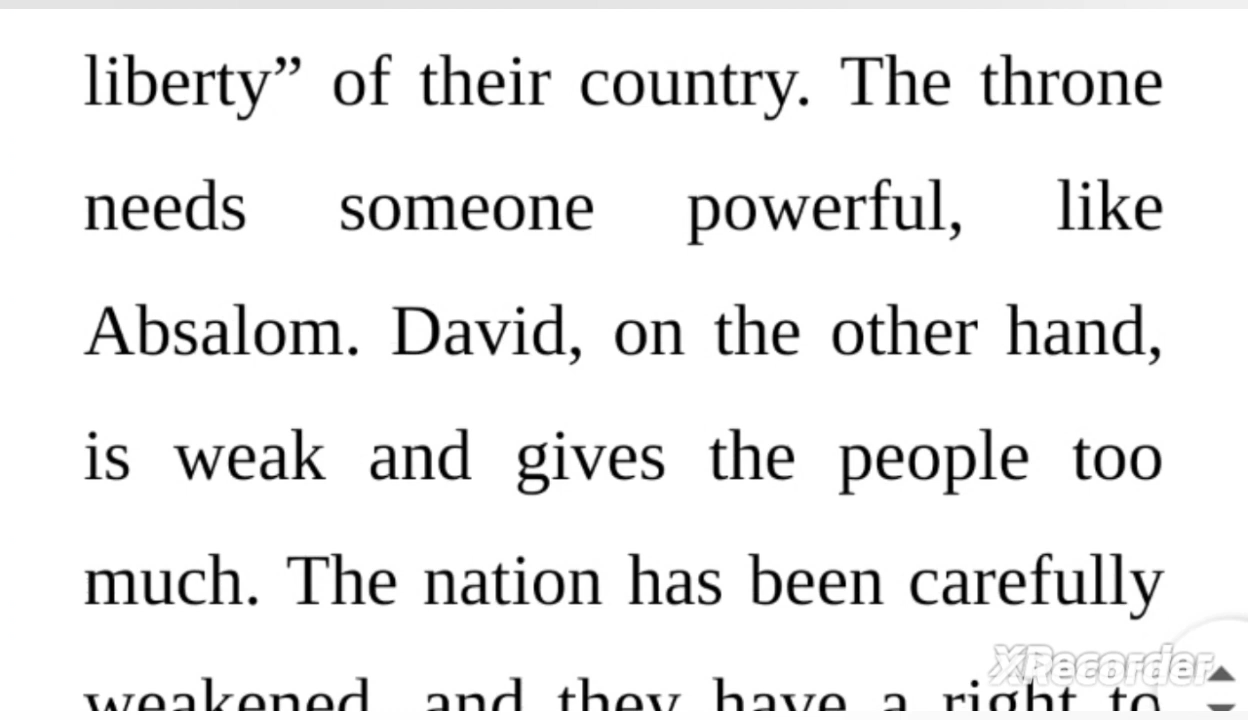 liberty” of their country. The throne
needs someone powerful, like
Absalom. David, on the other hand,
is weak and gives the people too
much. The nation has been carefully
weakened, and they have a right to
XRecorder